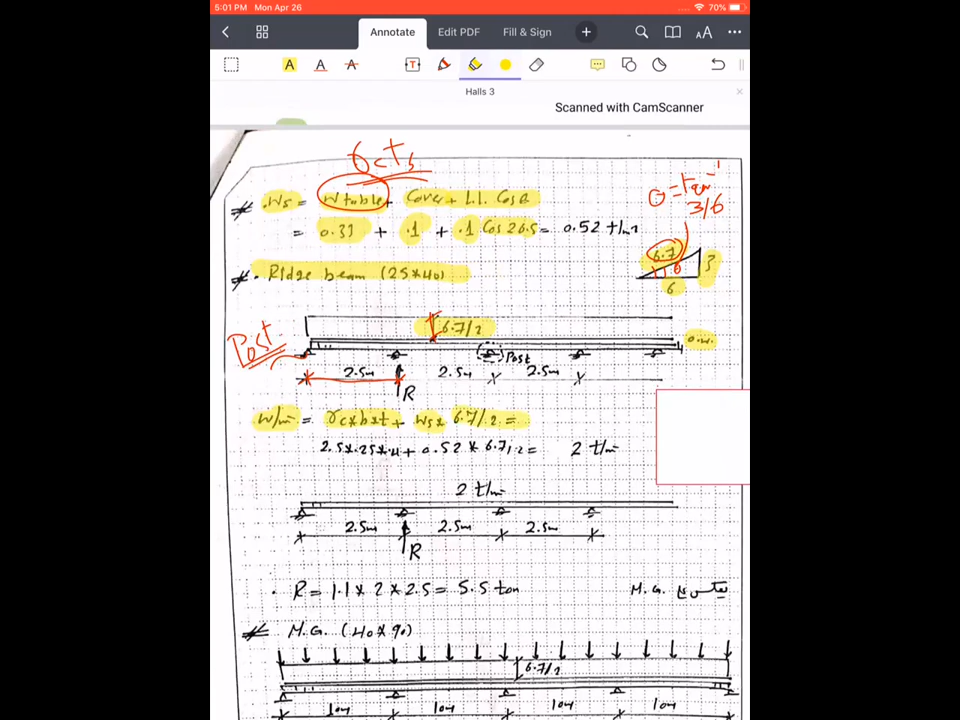 5:01 PM Mon Apr 26 70%
Annotate Edit PDF Fill & Sign
Halls 3
Scanned with CamScanner
6cts
Ws = wtable + Cover + L.L. Cos θ
θ = tan⁻¹ 3/6
= 0.33 + .1 + .1 Cos 26.5 = 0.52 t/m
6.7 θ 3
6
Ridge beam (25*40)
Post
6.7/2
o.w.
Post
2.5m 2.5m 2.5m
R
w/m = γc*b*t + ws * 6.7/2 =
2.5*.25*.4 + 0.52 * 6.7/2 = 2 t/m
2 t/m
2.5m 2.5m 2.5m
R
R = 1.1 * 2 * 2.5 = 5.5 ton M.G.
M.G. (40*90)
6.7/2
10m 10m 10m 10m